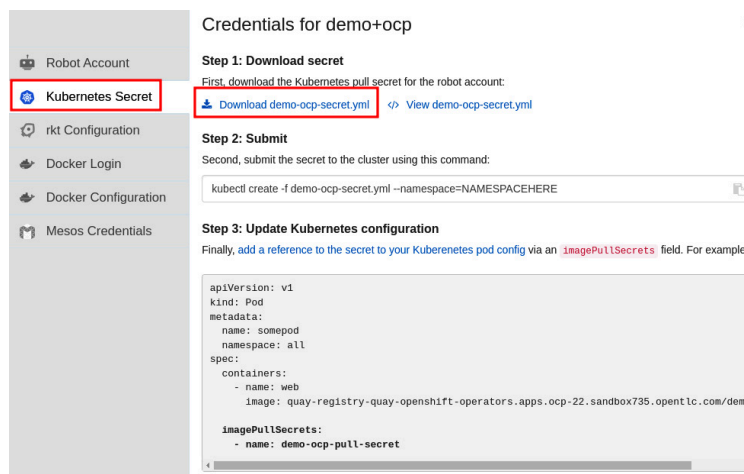 Credentials for demo+ocp
Robot Account
Kubernetes Secret
rkt Configuration
Docker Login
Docker Configuration
Mesos Credentials
Step 1: Download secret
First, download the Kubernetes pull secret for the robot account:
Download demo-ocp-secret.yml </> View demo-ocp-secret.yml
Step 2: Submit
Second, submit the secret to the cluster using this command:
kubectl create -f demo-ocp-secret.yml --namespace=NAMESPACEHERE
Step 3: Update Kubernetes configuration
Finally, add a reference to the secret to your Kuberenetes pod config via an imagePullSecrets field. For example
apiVersion: v1
kind: Pod
metadata:
  name: somepod
  namespace: all
spec:
  containers:
    - name: web
      image: quay-registry-quay-openshift-operators.apps.ocp-22.sandbox735.opentlc.com/dem
  imagePullSecrets:
    - name: demo-ocp-pull-secret